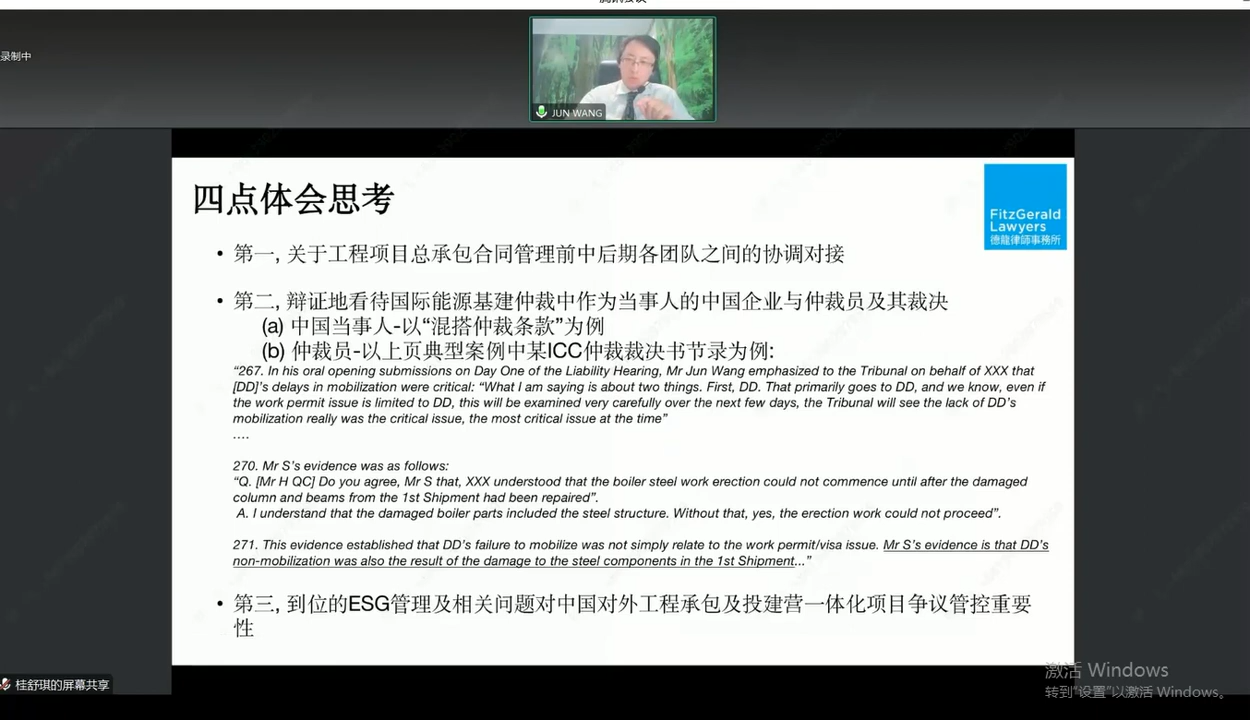 录制中
JUN WANG
四点体会思考
FitzGerald
Lawyers
德龍律師事務所
• 第一, 关于工程项目总承包合同管理前中后期各团队之间的协调对接
• 第二, 辩证地看待国际能源基建仲裁中作为当事人的中国企业与仲裁员及其裁决
(a) 中国当事人-以“混搭仲裁条款”为例
(b) 仲裁员-以上页典型案例中某ICC仲裁裁决书节录为例:
“267. In his oral opening submissions on Day One of the Liability Hearing, Mr Jun Wang emphasized to the Tribunal on behalf of XXX that
[DD]’s delays in mobilization were critical: “What I am saying is about two things. First, DD. That primarily goes to DD, and we know, even if
the work permit issue is limited to DD, this will be examined very carefully over the next few days, the Tribunal will see the lack of DD’s
mobilization really was the critical issue, the most critical issue at the time”
....
270. Mr S’s evidence was as follows:
“Q. [Mr H QC] Do you agree, Mr S that, XXX understood that the boiler steel work erection could not commence until after the damaged
column and beams from the 1st Shipment had been repaired”.
A. I understand that the damaged boiler parts included the steel structure. Without that, yes, the erection work could not proceed”.
271. This evidence established that DD’s failure to mobilize was not simply relate to the work permit/visa issue. Mr S’s evidence is that DD’s
non-mobilization was also the result of the damage to the steel components in the 1st Shipment...”
• 第三, 到位的ESG管理及相关问题对中国对外工程承包及投建营一体化项目争议管控重要
性
桂舒琪的屏幕共享
激活 Windows
转到“设置”以激活 Windows。